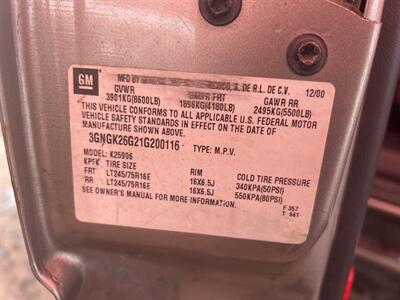 GM
MFD BY GENERAL MOTORS DE MEXICO, S. DE R.L. DE C.V. 12/00
GVWR GAWR FRT GAWR RR
3901KG(8600LB) 1896KG(4180LB) 2495KG(5500LB)
THIS VEHICLE CONFORMS TO ALL APPLICABLE U.S. FEDERAL MOTOR
VEHICLE SAFETY STANDARDS IN EFFECT ON THE DATE OF
MANUFACTURE SHOWN ABOVE.
3GNGK26G21G200116 TYPE: M.P.V.
MODEL: K25906
KPFK TIRE SIZE RIM COLD TIRE PRESSURE
FRT LT245/75R16E 16X6.5J 340KPA(50PSI)
RR LT245/75R16E 16X6.5J 550KPA(80PSI)
SEE OWNER'S MANUAL FOR MORE INFORMATION.
F 357
T 661